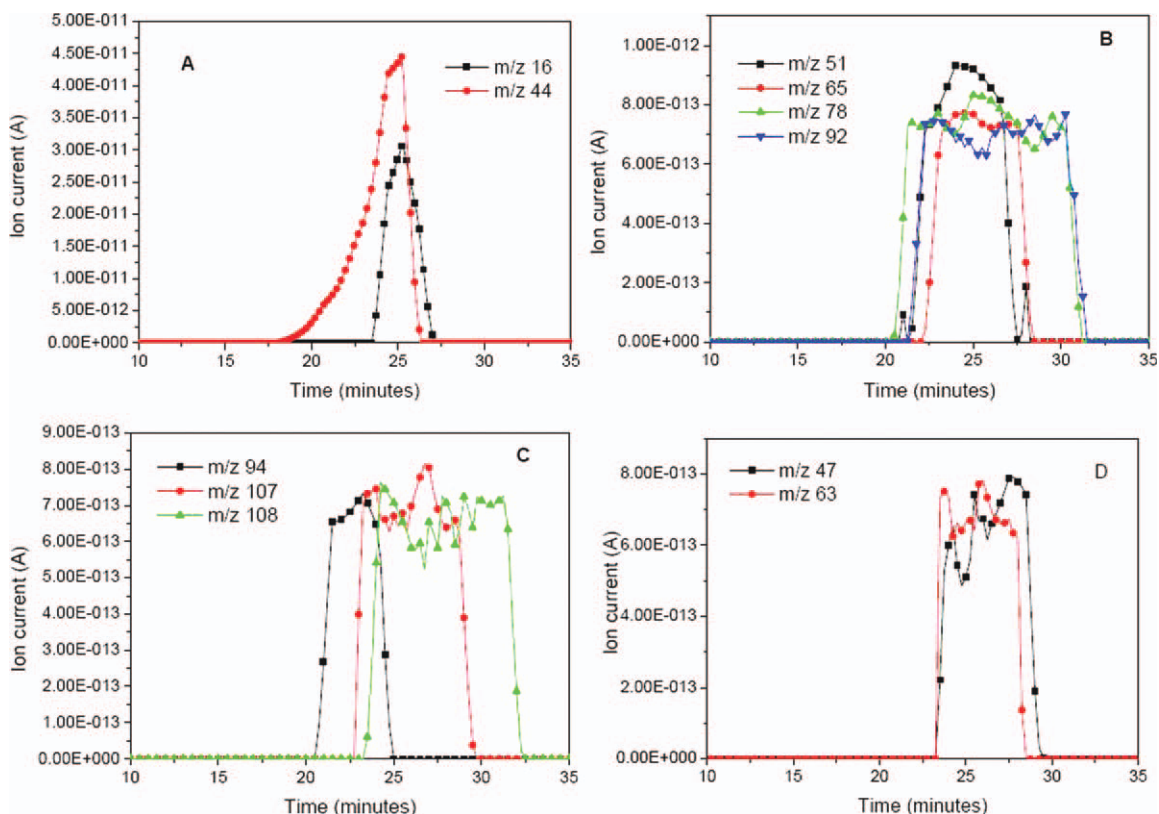 A
m/z 16
m/z 44
5.00E-011
4.50E-011
4.00E-011
3.50E-011
3.00E-011
2.50E-011
2.00E-011
1.50E-011
1.00E-011
5.00E-012
0.00E+000
Ion current (A)
10 15 20 25 30 35
Time (minutes)
B
m/z 51
m/z 65
m/z 78
m/z 92
1.00E-012
8.00E-013
6.00E-013
4.00E-013
2.00E-013
0.00E+000
Ion current (A)
10 15 20 25 30 35
Time (minutes)
C
m/z 94
m/z 107
m/z 108
9.00E-013
8.00E-013
7.00E-013
6.00E-013
5.00E-013
4.00E-013
3.00E-013
2.00E-013
1.00E-013
0.00E+000
Ion current (A)
10 15 20 25 30 35
Time (minutes)
D
m/z 47
m/z 63
8.00E-013
6.00E-013
4.00E-013
2.00E-013
0.00E+000
Ion current (A)
10 15 20 25 30 35
Time (minutes)